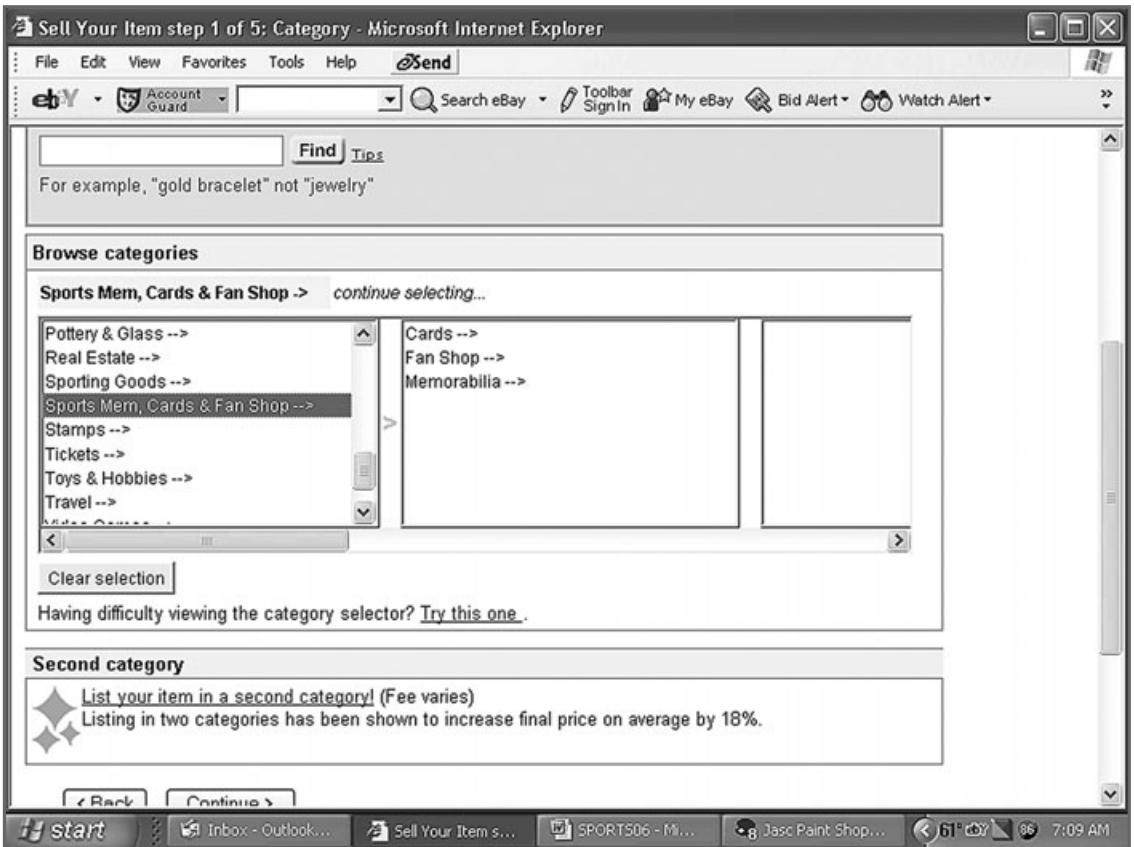 Sell Your Item step 1 of 5: Category - Microsoft Internet Explorer
File Edit View Favorites Tools Help Send
ebY Account Guard Search eBay Toolbar Sign In My eBay Bid Alert Watch Alert »
Find Tips
For example, "gold bracelet" not "jewelry"
Browse categories
Sports Mem, Cards & Fan Shop -> continue selecting...
Pottery & Glass --> Cards -->
Real Estate --> Fan Shop -->
Sporting Goods --> Memorabilia -->
Sports Mem, Cards & Fan Shop -->
Stamps -->
Tickets -->
Toys & Hobbies -->
Travel -->
Video Games -->
Clear selection
Having difficulty viewing the category selector? Try this one .
Second category
List your item in a second category! (Fee varies)
Listing in two categories has been shown to increase final price on average by 18%.
< Back Continue >
start Inbox - Outlook... Sell Your Item s... SPORTS06 - Mi... Jasc Paint Shop... 61° 86 7:09 AM